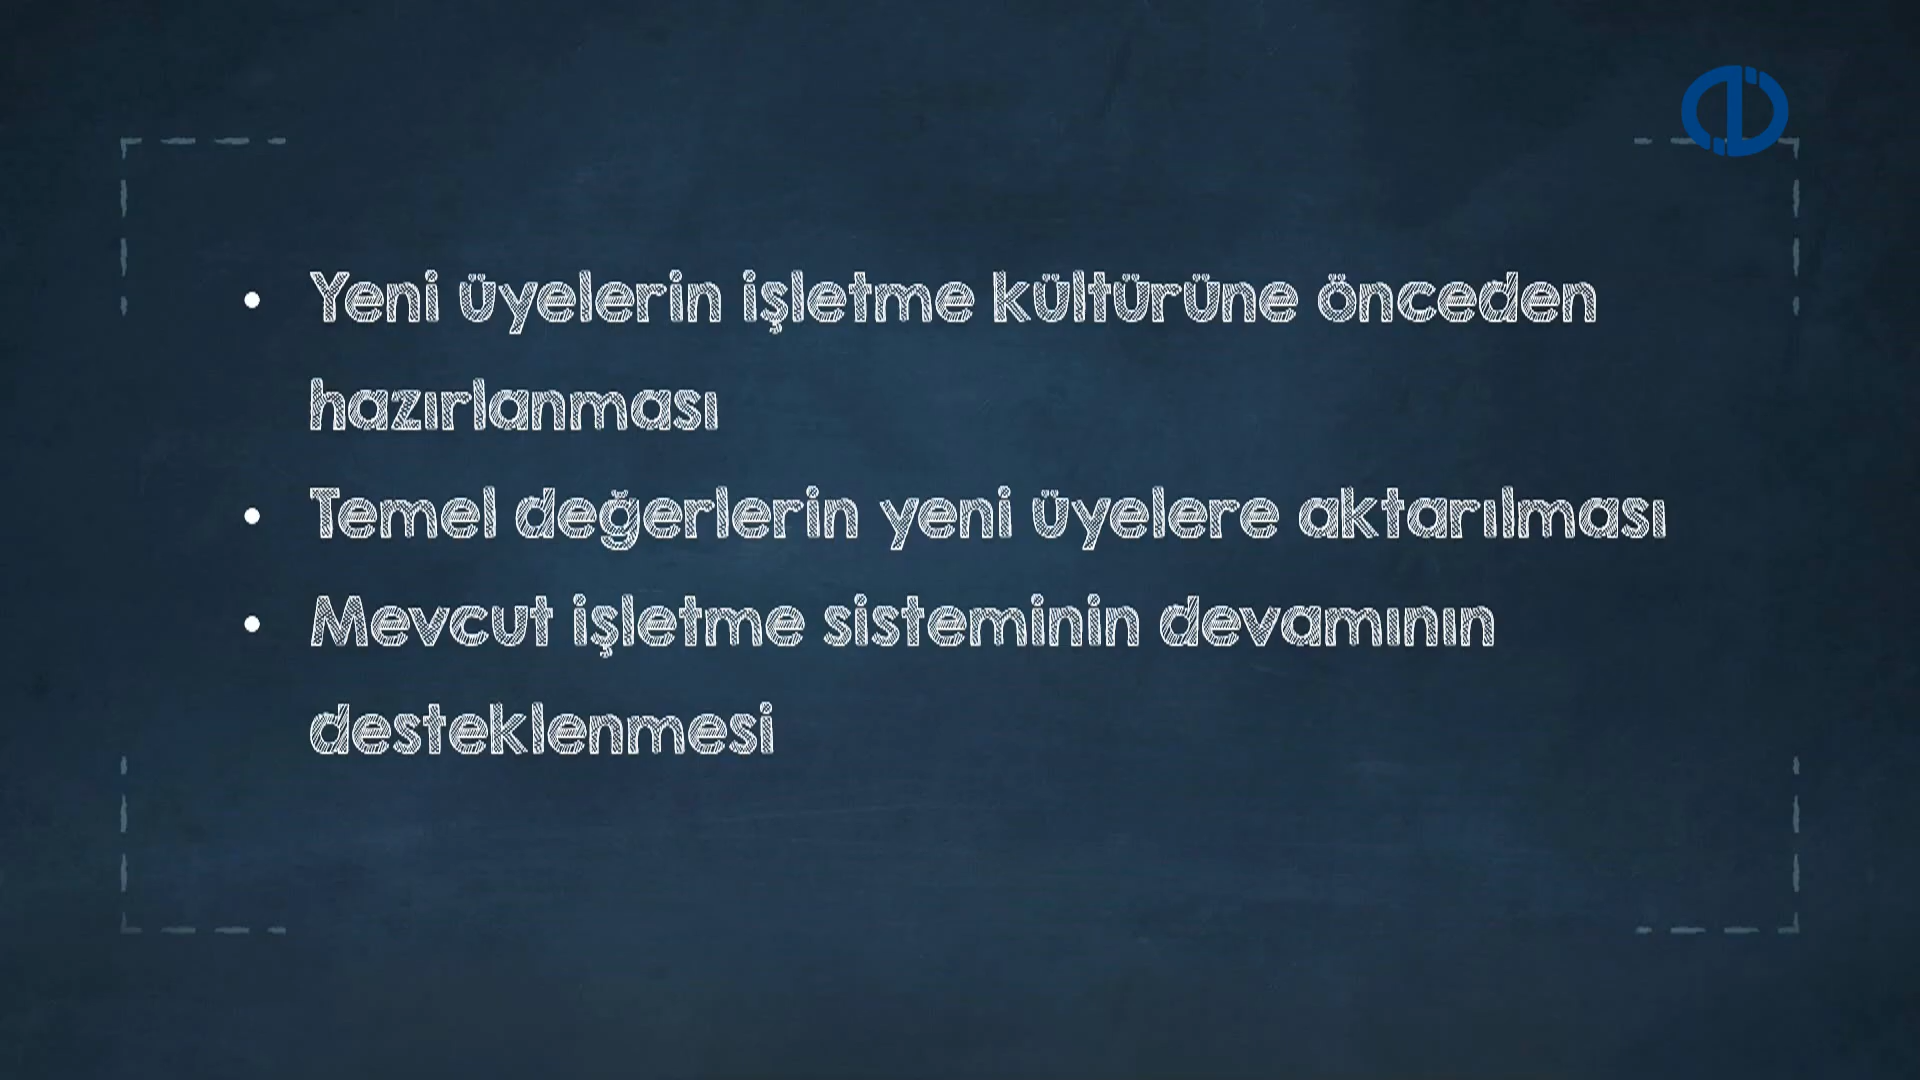 • Yeni üyelerin işletme kültürüne önceden
hazırlanması
• Temel değerlerin yeni üyelere aktarılması
• Mevcut işletme sisteminin devamının
desteklenmesi